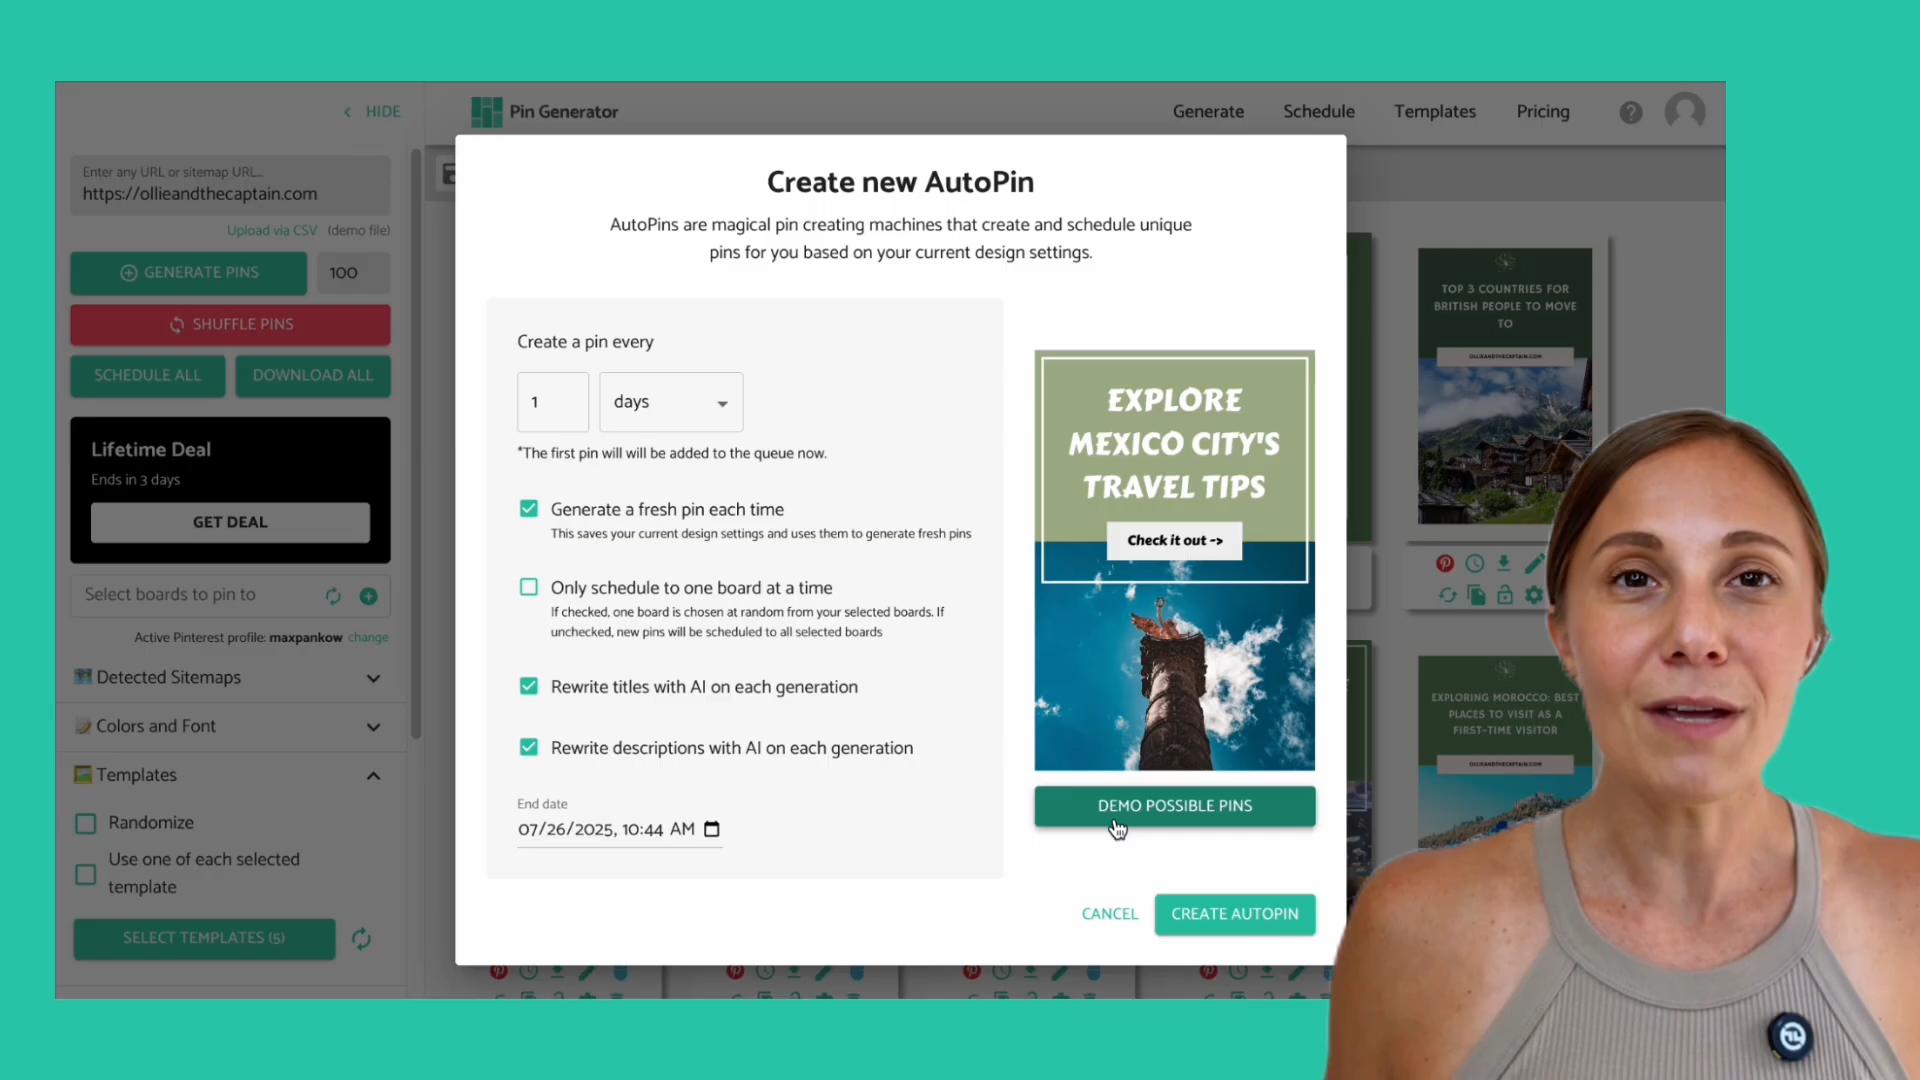 HIDE
Pin Generator
Generate
Schedule
Templates
Pricing
Enter any URL or sitemap URL...
https://ollieandthecaptain.com
Upload via CSV (demo file)
GENERATE PINS
100
SHUFFLE PINS
SCHEDULE ALL
DOWNLOAD ALL
Lifetime Deal
Ends in 3 days
GET DEAL
Select boards to pin to
Active Pinterest profile: maxpankow change
Detected Sitemaps
Colors and Font
Templates
Randomize
Use one of each selected
template
SELECT TEMPLATES (5)
Create new AutoPin
AutoPins are magical pin creating machines that create and schedule unique
pins for you based on your current design settings.
Create a pin every
1
days
*The first pin will will be added to the queue now.
Generate a fresh pin each time
This saves your current design settings and uses them to generate fresh pins
Only schedule to one board at a time
If checked, one board is chosen at random from your selected boards. If
unchecked, new pins will be scheduled to all selected boards
Rewrite titles with AI on each generation
Rewrite descriptions with AI on each generation
End date
07/26/2025, 10:44 AM
EXPLORE
MEXICO CITY'S
TRAVEL TIPS
Check it out ->
DEMO POSSIBLE PINS
CANCEL
CREATE AUTOPIN
TOP 3 COUNTRIES FOR
BRITISH PEOPLE TO MOVE
TO
OLLIEANDTHECAPTAIN.COM
EXPLORING MOROCCO: BEST
PLACES TO VISIT AS A
FIRST-TIME VISITOR
OLLIEANDTHECAPTAIN.COM